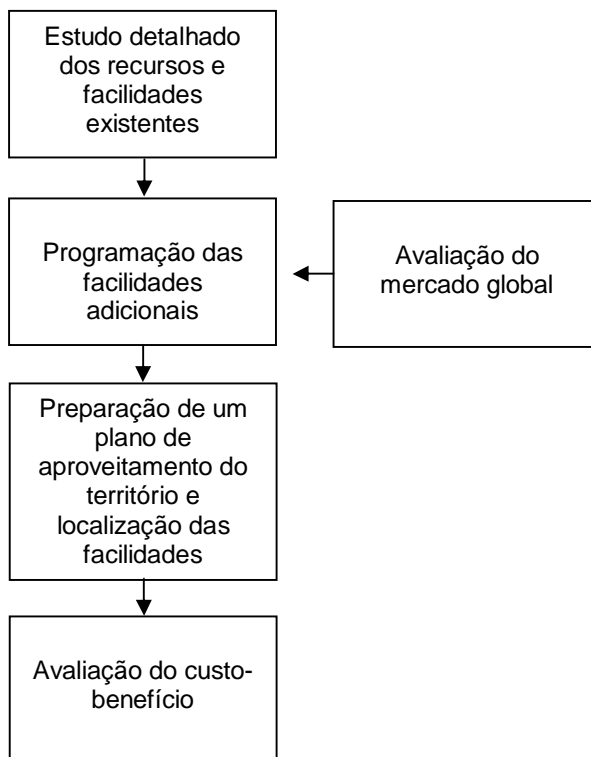 Estudo detalhado
dos recursos e
facilidades
existentes
Programação das
facilidades
adicionais
Avaliação do
mercado global
Preparação de um
plano de
aproveitamento do
território e
localização das
facilidades
Avaliação do custo-
benefício